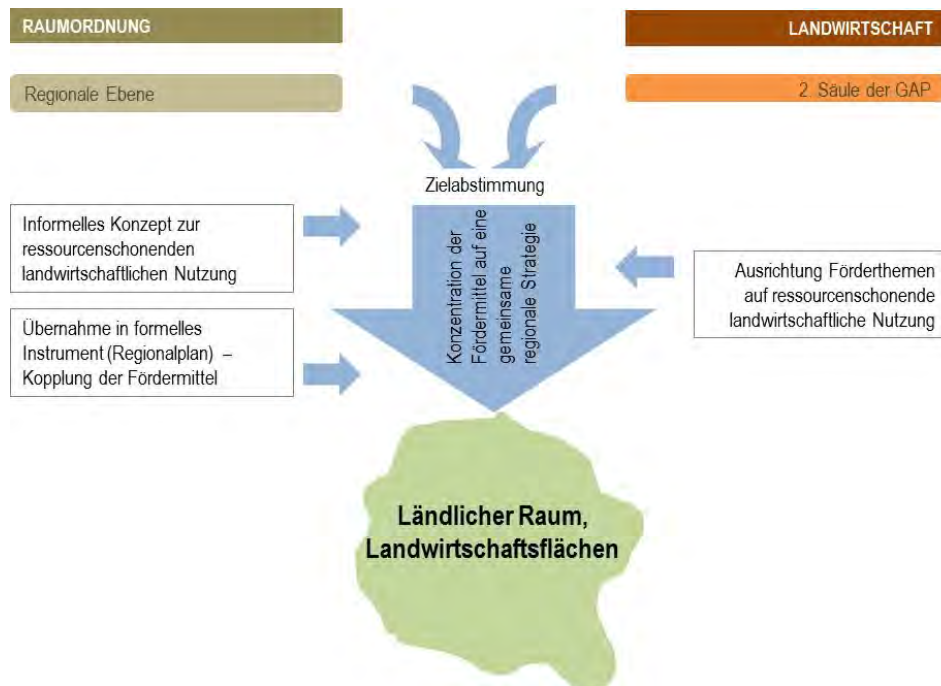 RAUMORDNUNG
LANDWIRTSCHAFT
Regionale Ebene
2 Säule der GAP
Zielabstimmung
Informelles Konzept zur
ressourcenschonenden
landwirtschaftlichen Nutzung
Übernahme in formelles
Instrument (Regionalplan) –
Kopplung der Fördermittel
Konzentration der
Fördermittel auf eine
gemeinsame
regionale Strategie
Ausrichtung Förderthemen
auf ressourcenschonende
landwirtschaftliche Nutzung
Ländlicher Raum,
Landwirtschaftsflächen